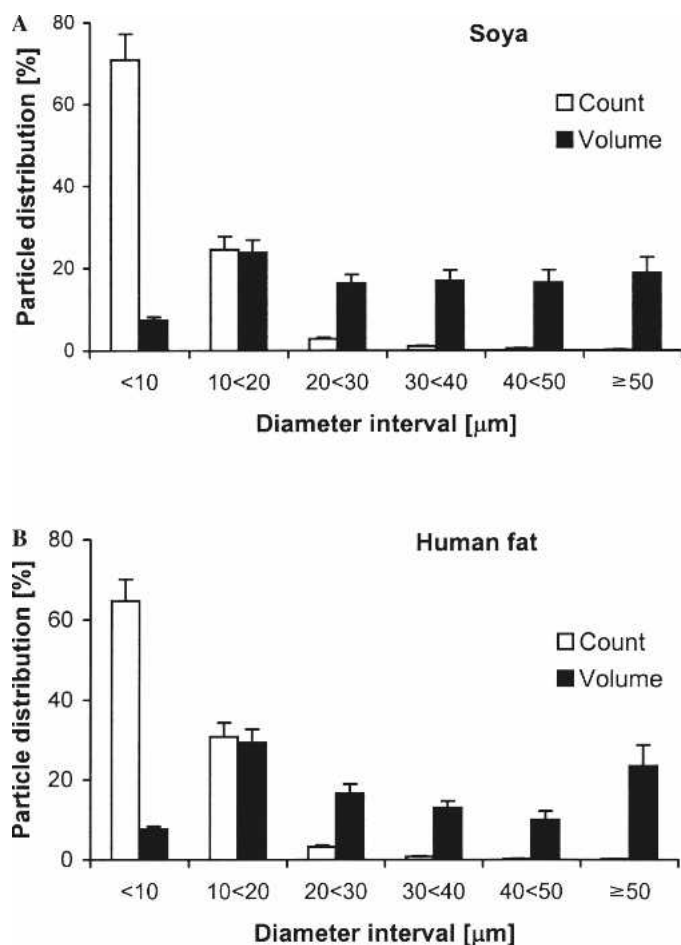 A
Soya
Particle distribution [%]
80
60
40
20
0
Count
Volume
<10 10<20 20<30 30<40 40<50 ≥50
Diameter interval [μm]
B
Human fat
Particle distribution [%]
80
60
40
20
0
Count
Volume
<10 10<20 20<30 30<40 40<50 ≥50
Diameter interval [μm]